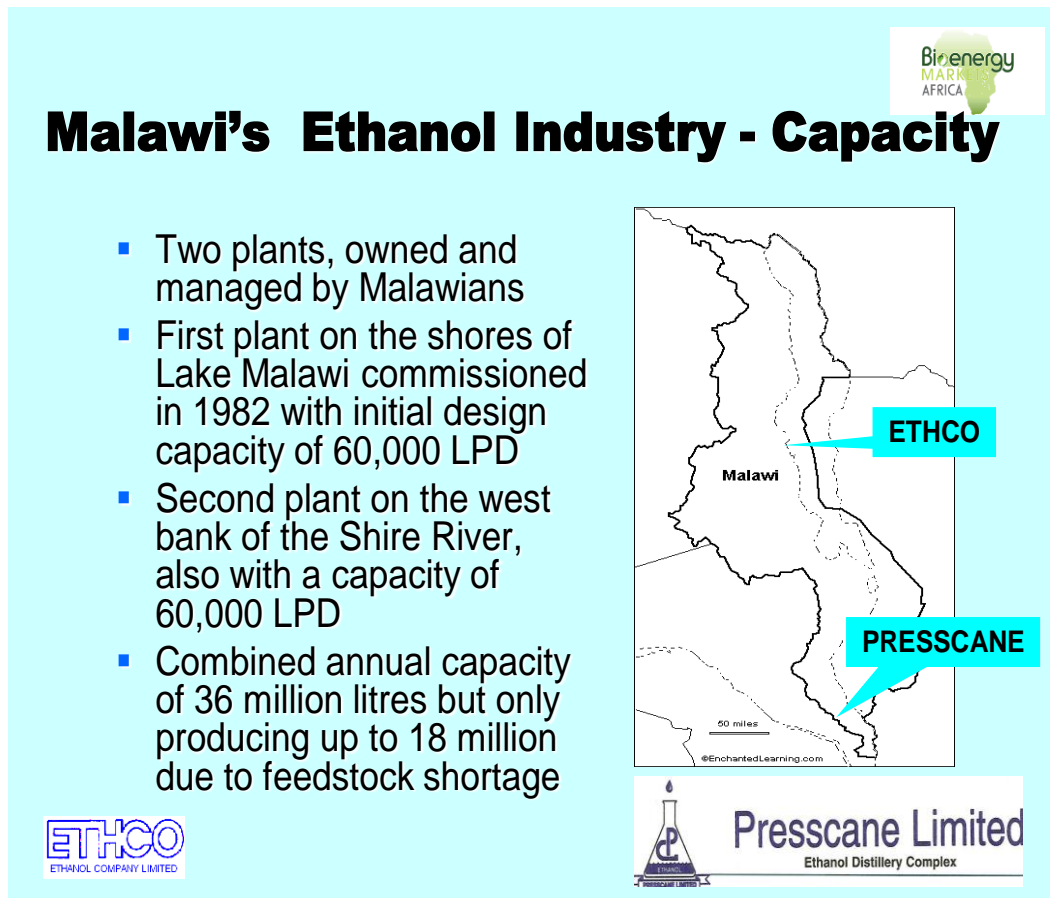 Bioenergy
MARKETS
AFRICA
Malawi’s Ethanol Industry - Capacity
▪ Two plants, owned and
managed by Malawians
▪ First plant on the shores of
Lake Malawi commissioned
in 1982 with initial design
capacity of 60,000 LPD
▪ Second plant on the west
bank of the Shire River,
also with a capacity of
60,000 LPD
▪ Combined annual capacity
of 36 million litres but only
producing up to 18 million
due to feedstock shortage
ETHCO
Malawi
PRESSCANE
50 miles
©EnchantedLearning.com
ETHCO
ETHANOL COMPANY LIMITED
PCL
ETHANOL
PRESSCANE LIMITED
Presscane Limited
Ethanol Distillery Complex